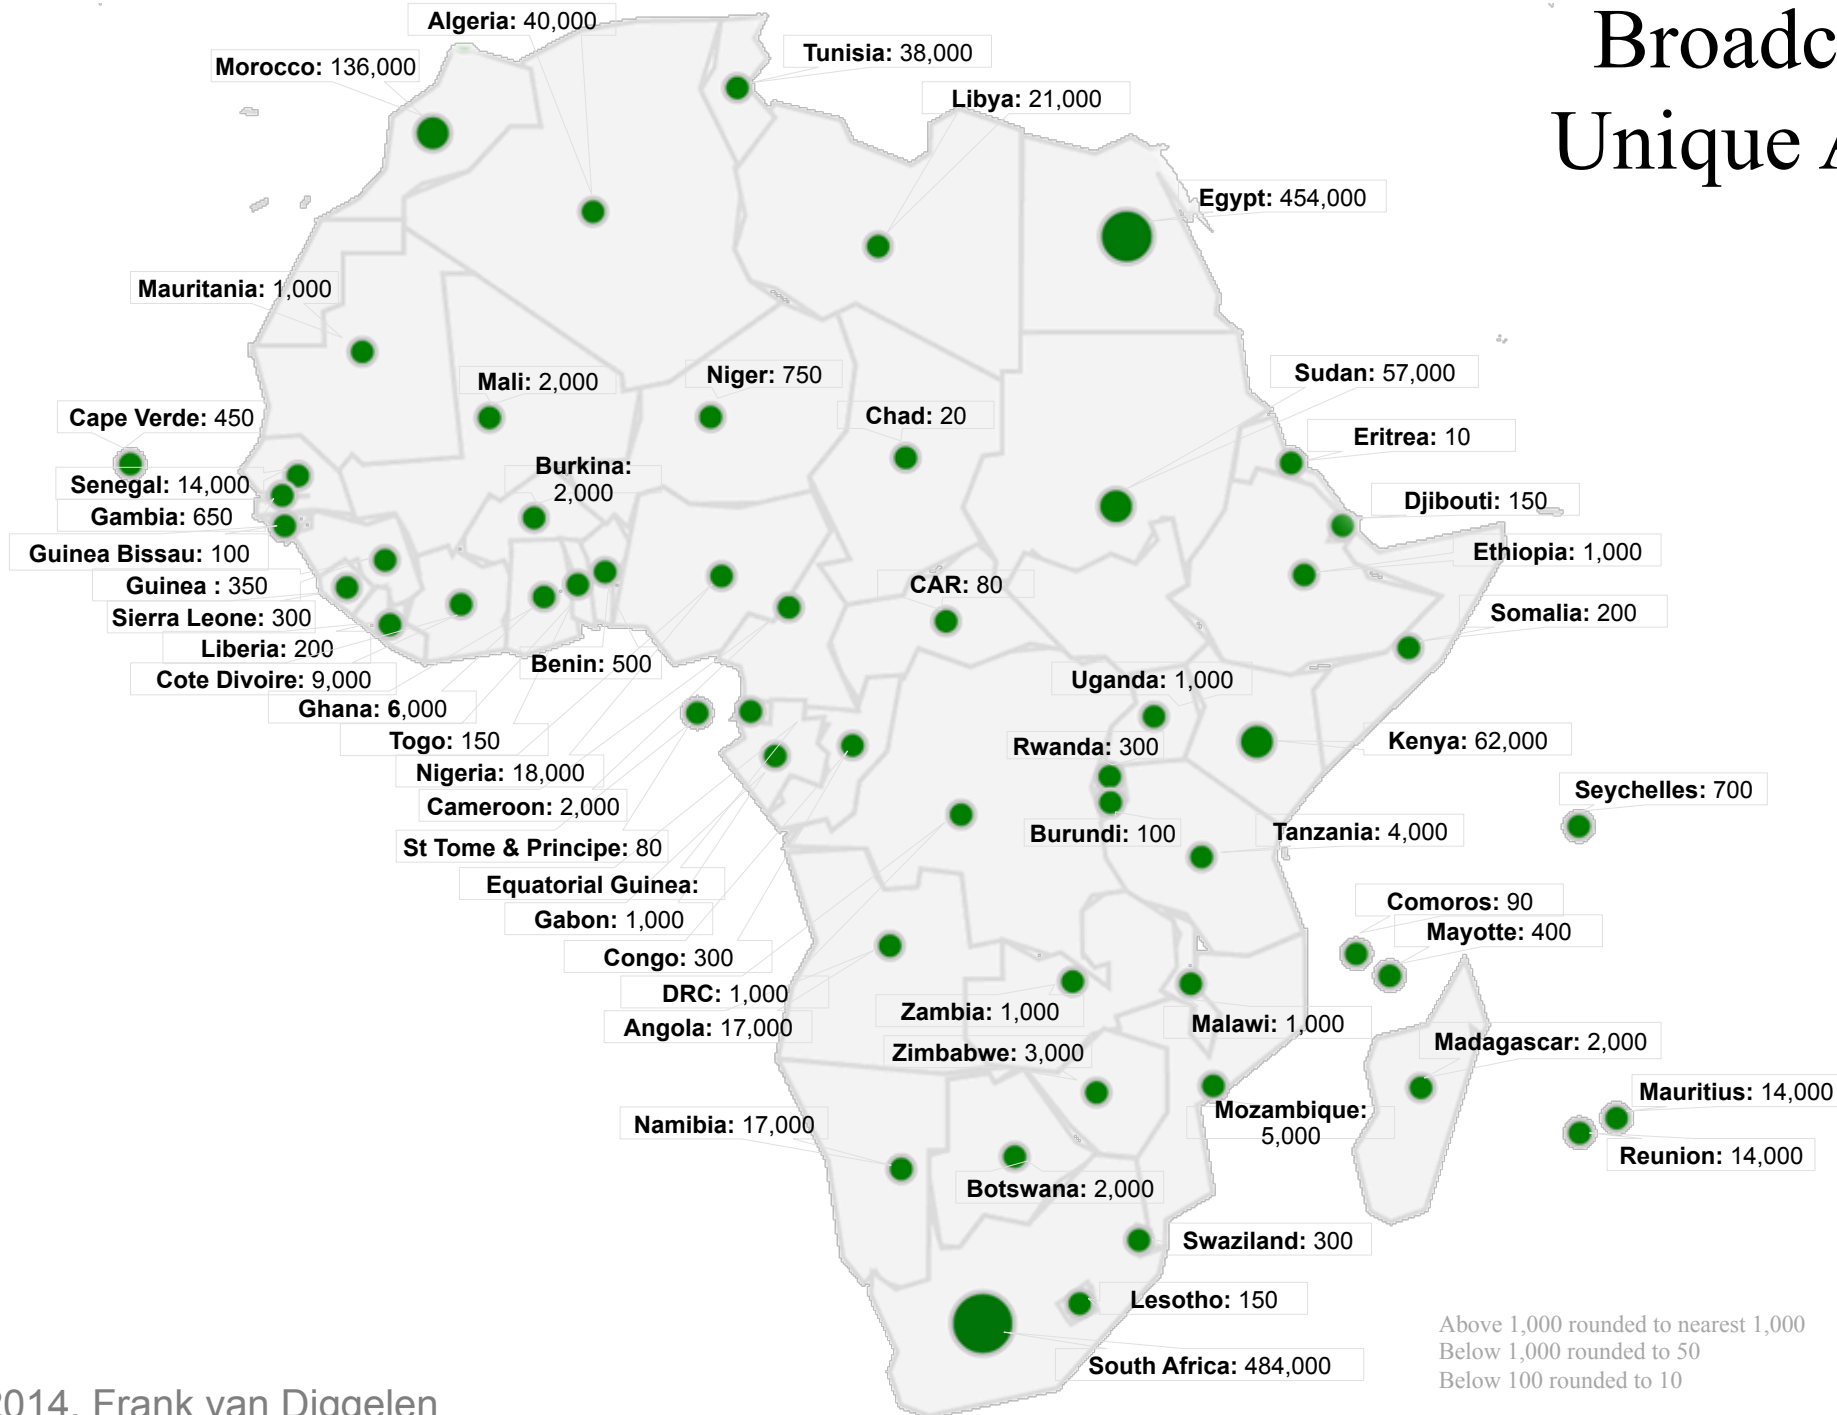 Broadc
Unique A
Algeria: 40,000
Morocco: 136,000
Tunisia: 38,000
Libya: 21,000
Egypt: 454,000
Mauritania: 1,000
Mali: 2,000
Niger: 750
Sudan: 57,000
Cape Verde: 450
Chad: 20
Eritrea: 10
Burkina:
2,000
Senegal: 14,000
Djibouti: 150
Gambia: 650
Guinea Bissau: 100
Ethiopia: 1,000
Guinea : 350
CAR: 80
Sierra Leone: 300
Somalia: 200
Liberia: 200
Benin: 500
Cote Divoire: 9,000
Uganda: 1,000
Ghana: 6,000
Togo: 150
Rwanda: 300
Kenya: 62,000
Nigeria: 18,000
Seychelles: 700
Cameroon: 2,000
Burundi: 100
Tanzania: 4,000
St Tome & Principe: 80
Equatorial Guinea:
Comoros: 90
Gabon: 1,000
Mayotte: 400
Congo: 300
DRC: 1,000
Zambia: 1,000
Malawi: 1,000
Angola: 17,000
Zimbabwe: 3,000
Madagascar: 2,000
Mauritius: 14,000
Mozambique:
5,000
Namibia: 17,000
Reunion: 14,000
Botswana: 2,000
Swaziland: 300
Lesotho: 150
South Africa: 484,000
Above 1,000 rounded to nearest 1,000
Below 1,000 rounded to 50
Below 100 rounded to 10
2014, Frank van Diggelen